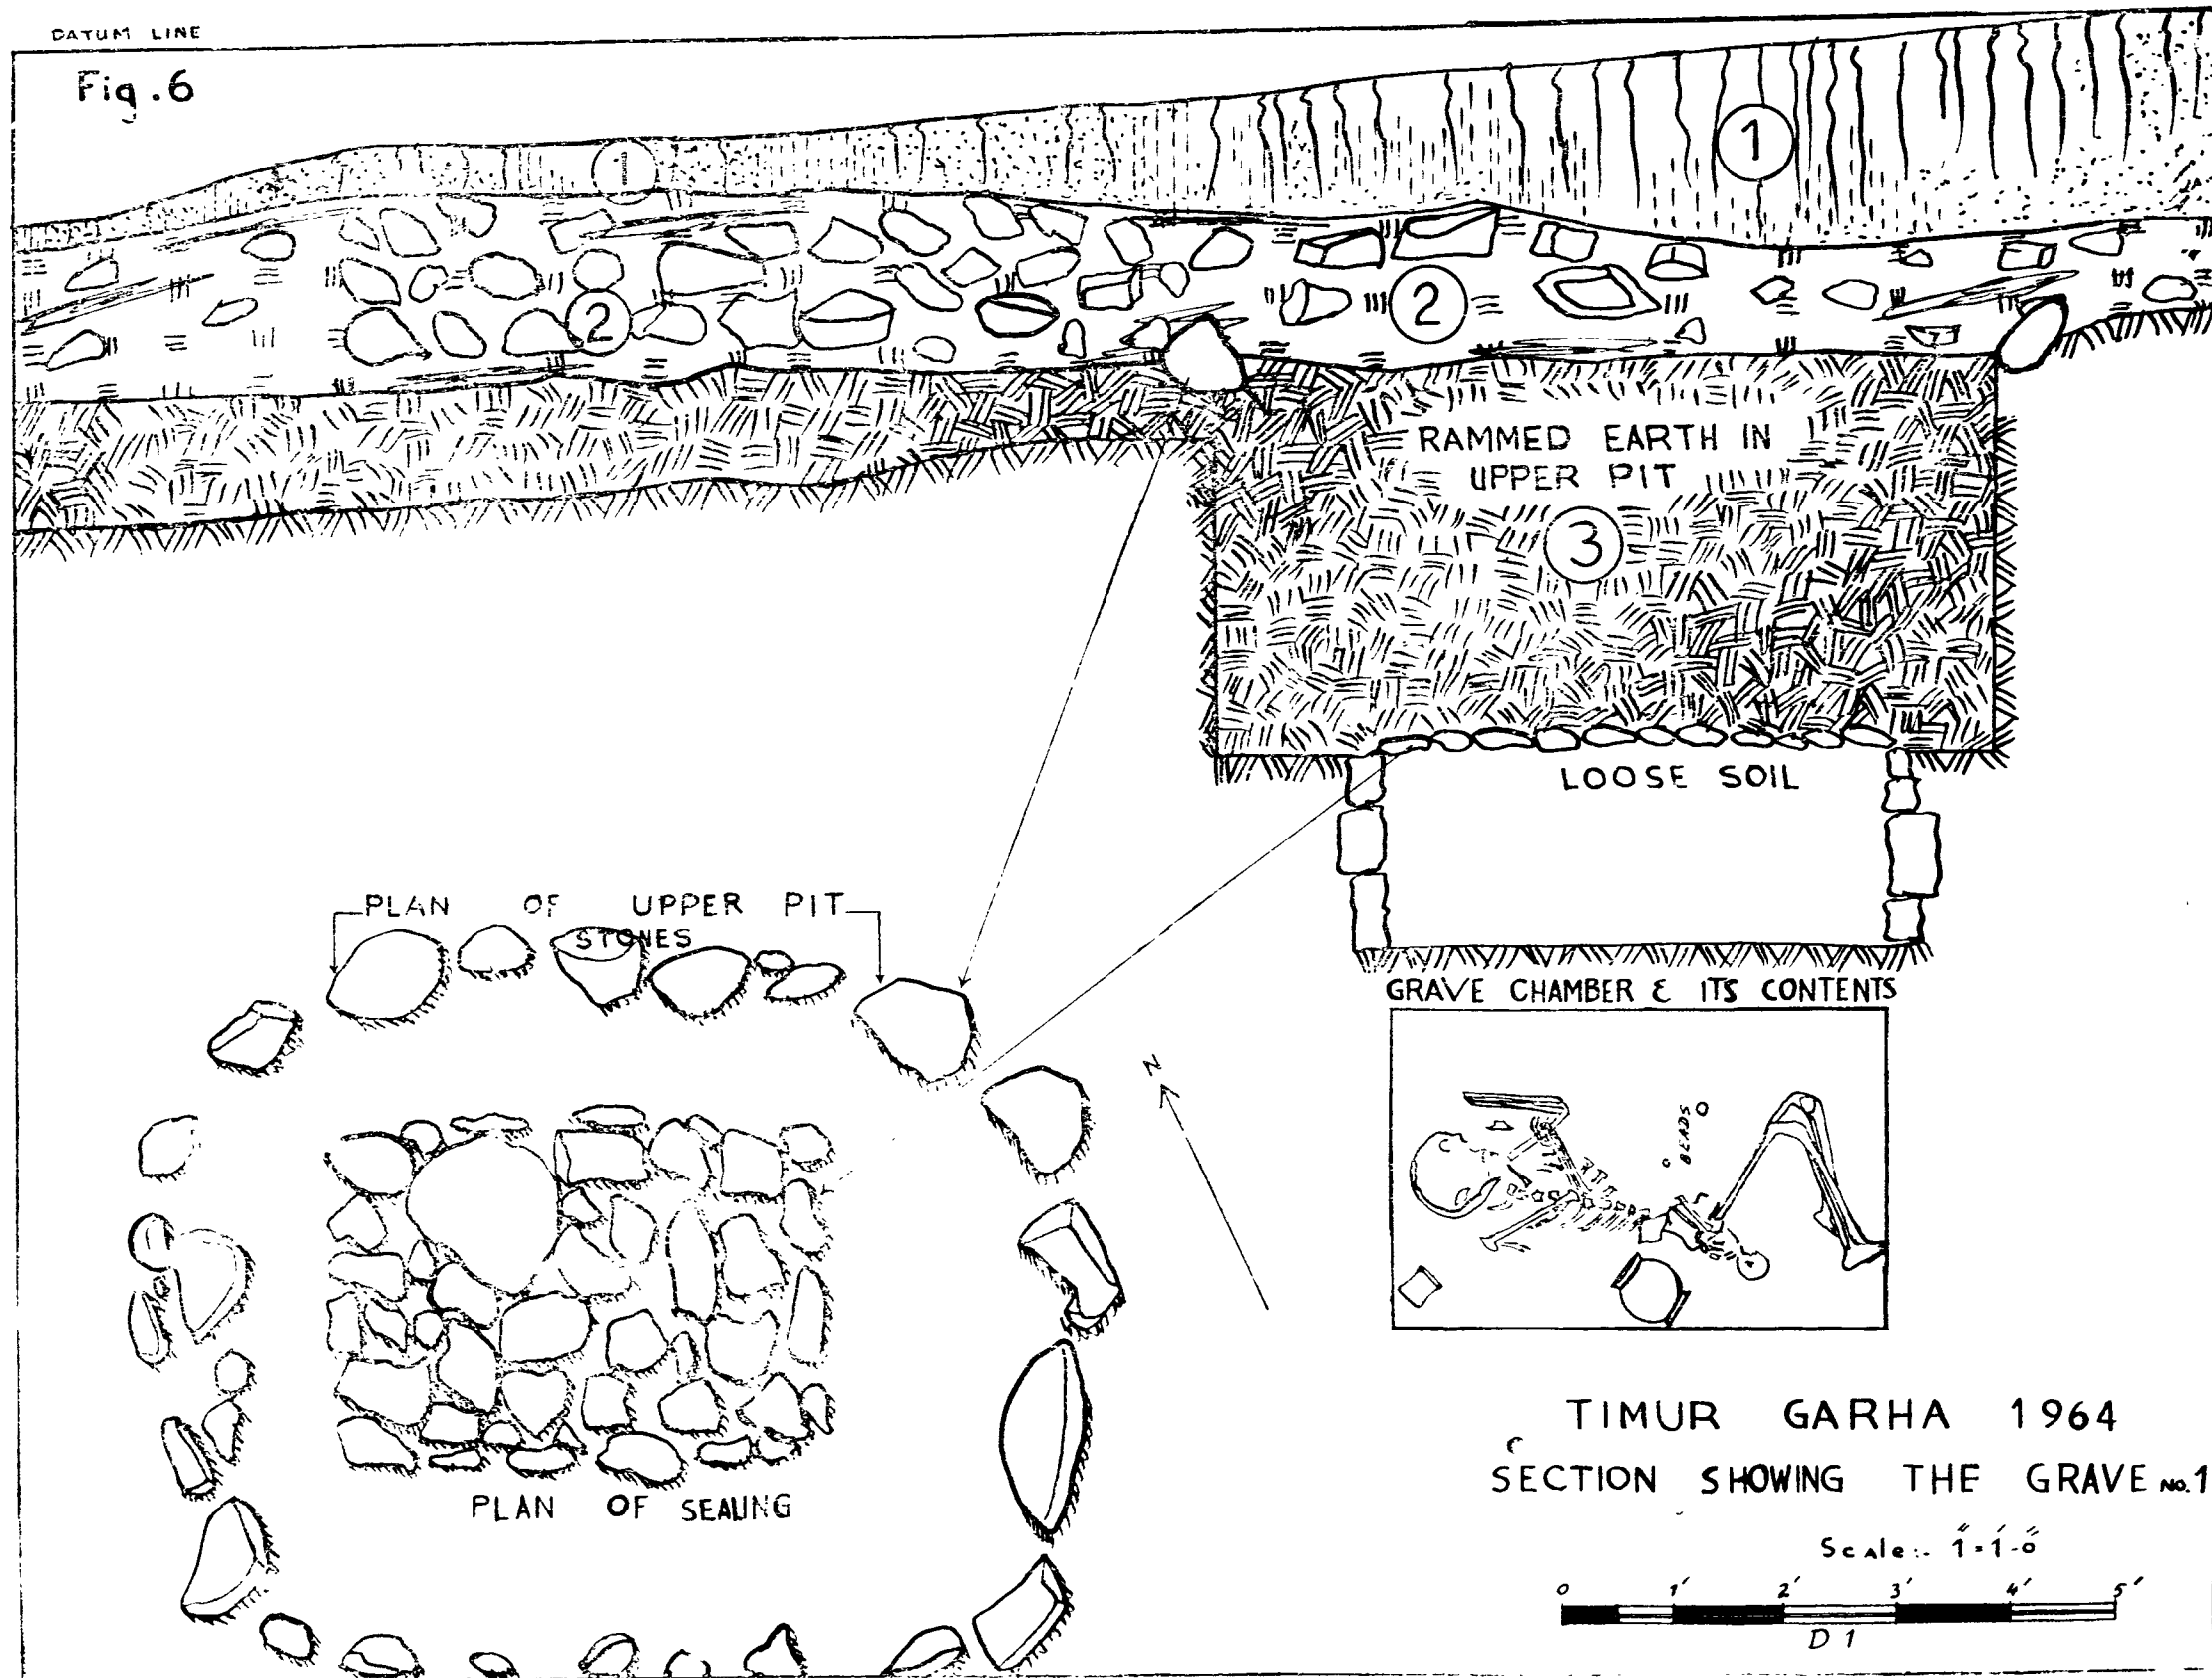 DATUM LINE
Fig.6
1
1
2
2
RAMMED EARTH IN
UPPER PIT
3
LOOSE SOIL
PLAN OF UPPER PIT
STONES
GRAVE CHAMBER & ITS CONTENTS
N
BEADS
PLAN OF SEALING
TIMUR GARHA 1964
SECTION SHOWING THE GRAVE No.1
Scale:- 1"=1'-0"
0 1' 2' 3' 4' 5'
D1